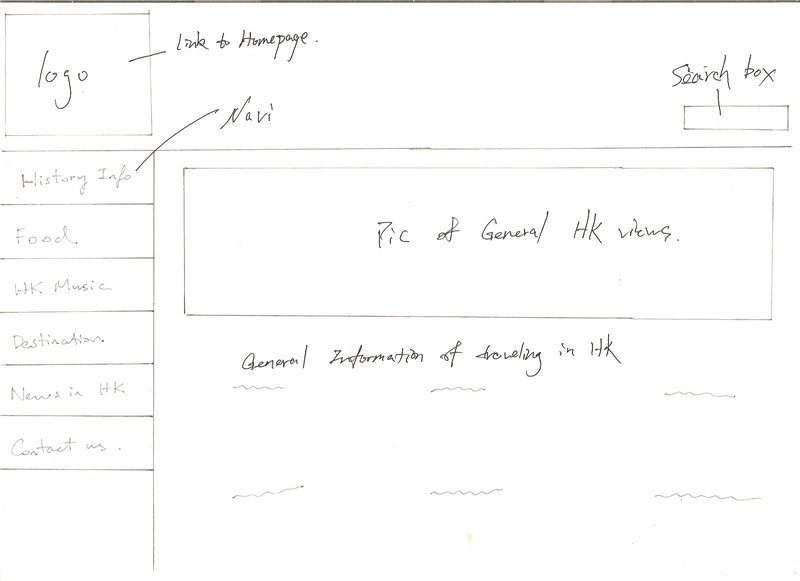 Link to Homepage.
logo
Search box
Navi
History Info
Pic of General HK views.
Food
HK Music
Destination.
General Information of traveling in HK
News in HK
Contact us.